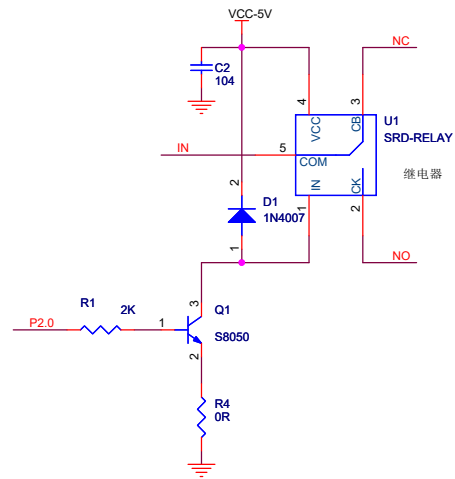 VCC-5V
C2
104
NC
4
3
VCC
CB
U1
SRD-RELAY
IN
5
COM
继电器
IN
CK
2
D1
1N4007
1
2
1
NO
R1
2K
Q1
3
P2.0
1
S8050
2
R4
0R